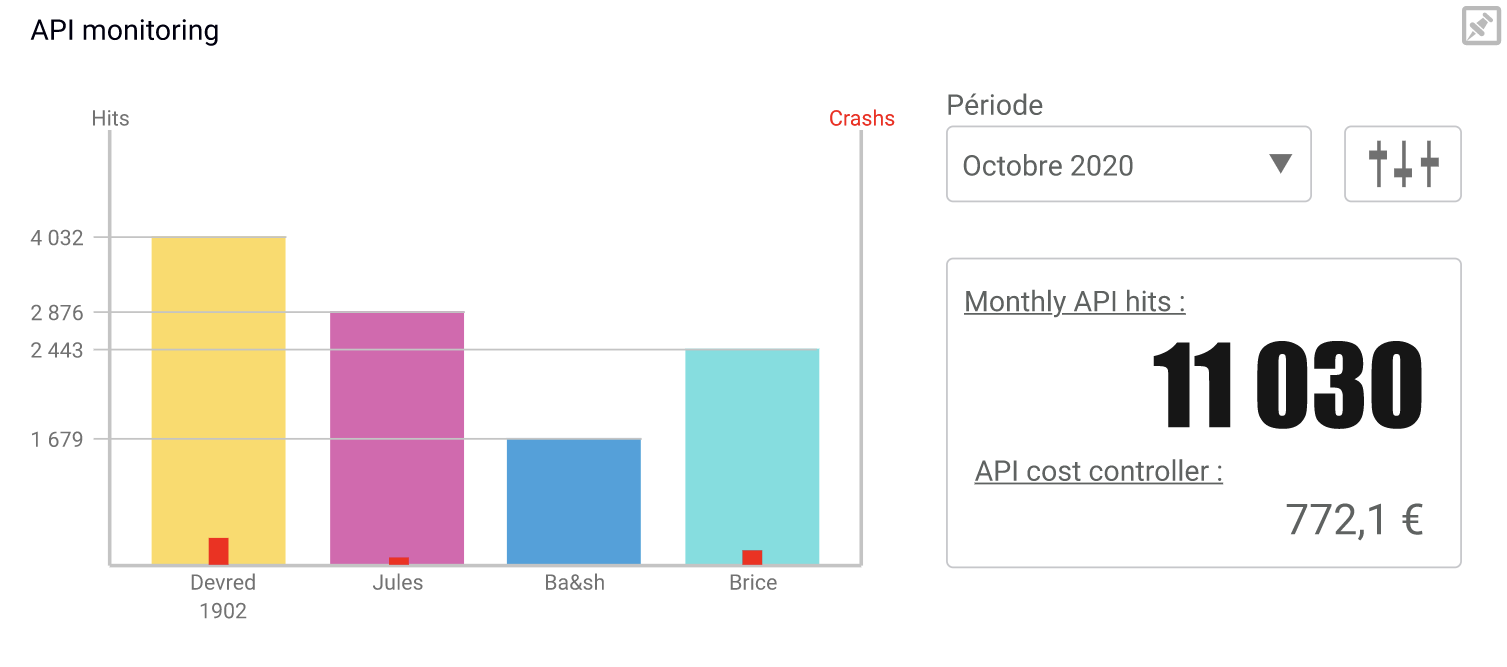 API monitoring
Hits
Crashs
4 032
2 876
2 443
1 679
Devred
1902
Jules
Ba&sh
Brice
Période
Octobre 2020
Monthly API hits :
11 030
API cost controller :
772,1 €